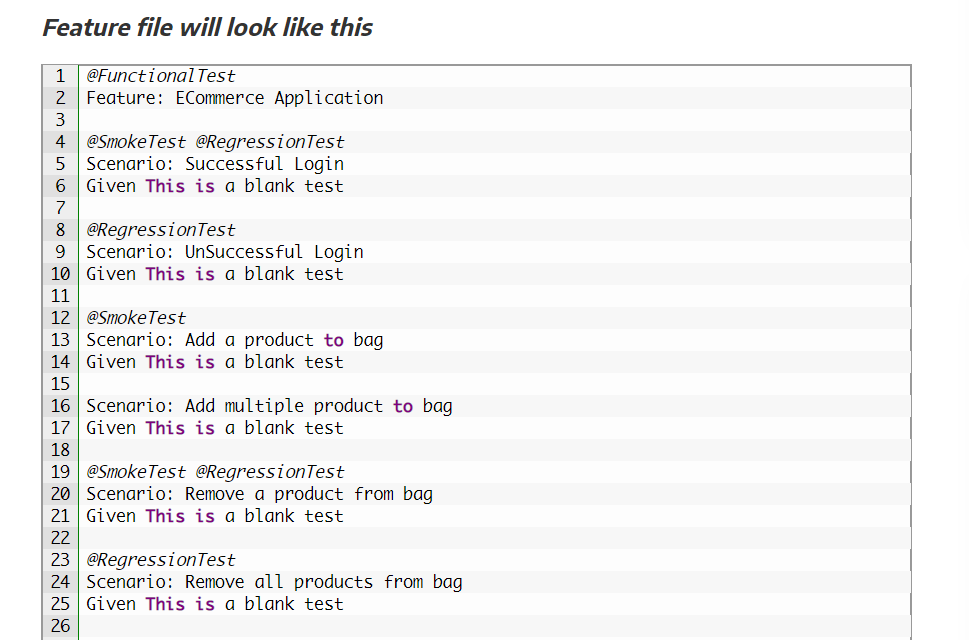 Feature file will look like this
1 @FunctionalTest
2 Feature: ECommerce Application
3
4 @SmokeTest @RegressionTest
5 Scenario: Successful Login
6 Given This is a blank test
7
8 @RegressionTest
9 Scenario: UnSuccessful Login
10 Given This is a blank test
11
12 @SmokeTest
13 Scenario: Add a product to bag
14 Given This is a blank test
15
16 Scenario: Add multiple product to bag
17 Given This is a blank test
18
19 @SmokeTest @RegressionTest
20 Scenario: Remove a product from bag
21 Given This is a blank test
22
23 @RegressionTest
24 Scenario: Remove all products from bag
25 Given This is a blank test
26